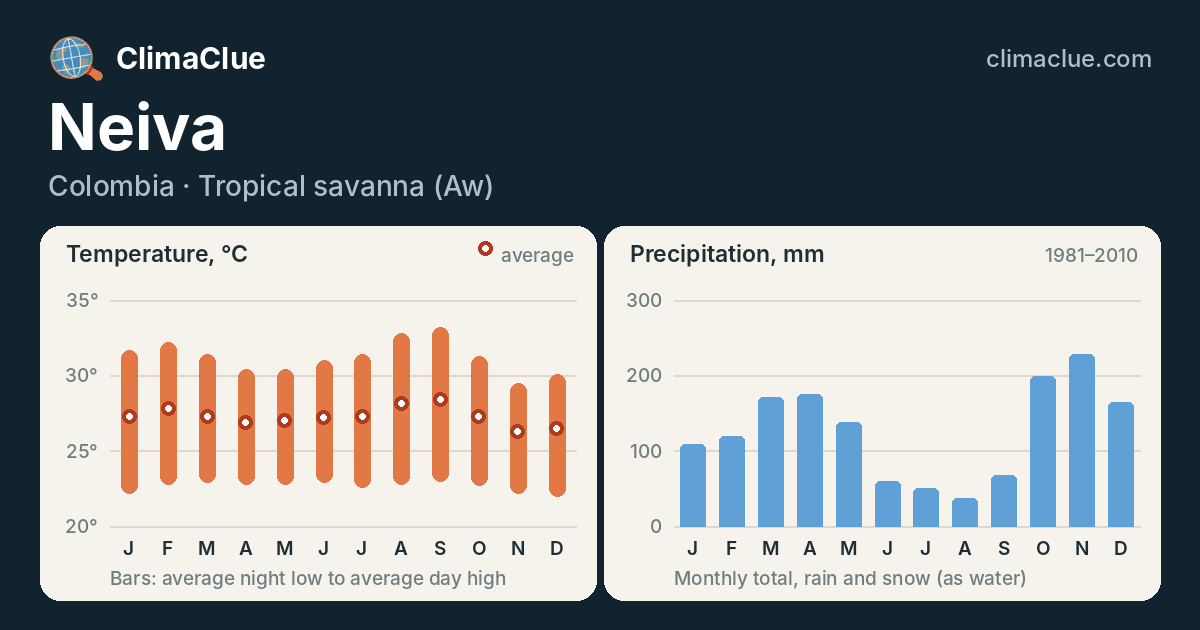 ClimaClue
climaclue.com
Neiva
Colombia · Tropical savanna (Aw)
Temperature, °C
average
35°
30°
25°
20°
J F M A M J J A S O N D
Bars: average night low to average day high
Precipitation, mm
1981–2010
300
200
100
0
J F M A M J J A S O N D
Monthly total, rain and snow (as water)